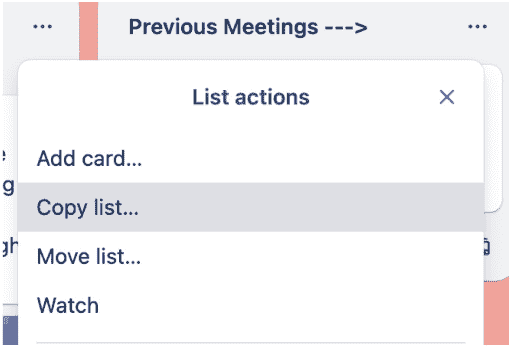 Previous Meetings --->
List actions
Add card...
Copy list...
Move list...
Watch